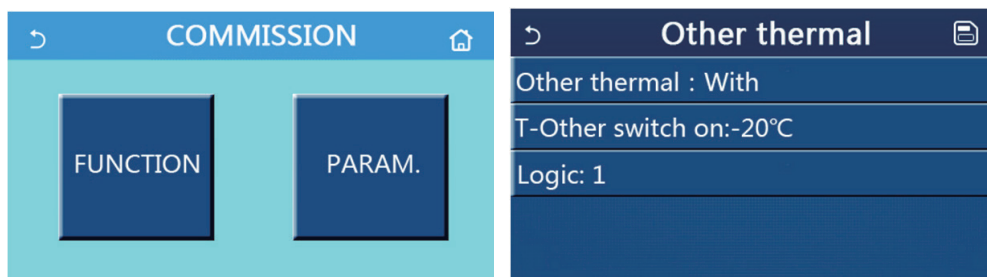 COMMISSION
FUNCTION
PARAM.
Other thermal
Other thermal : With
T-Other switch on:-20℃
Logic: 1